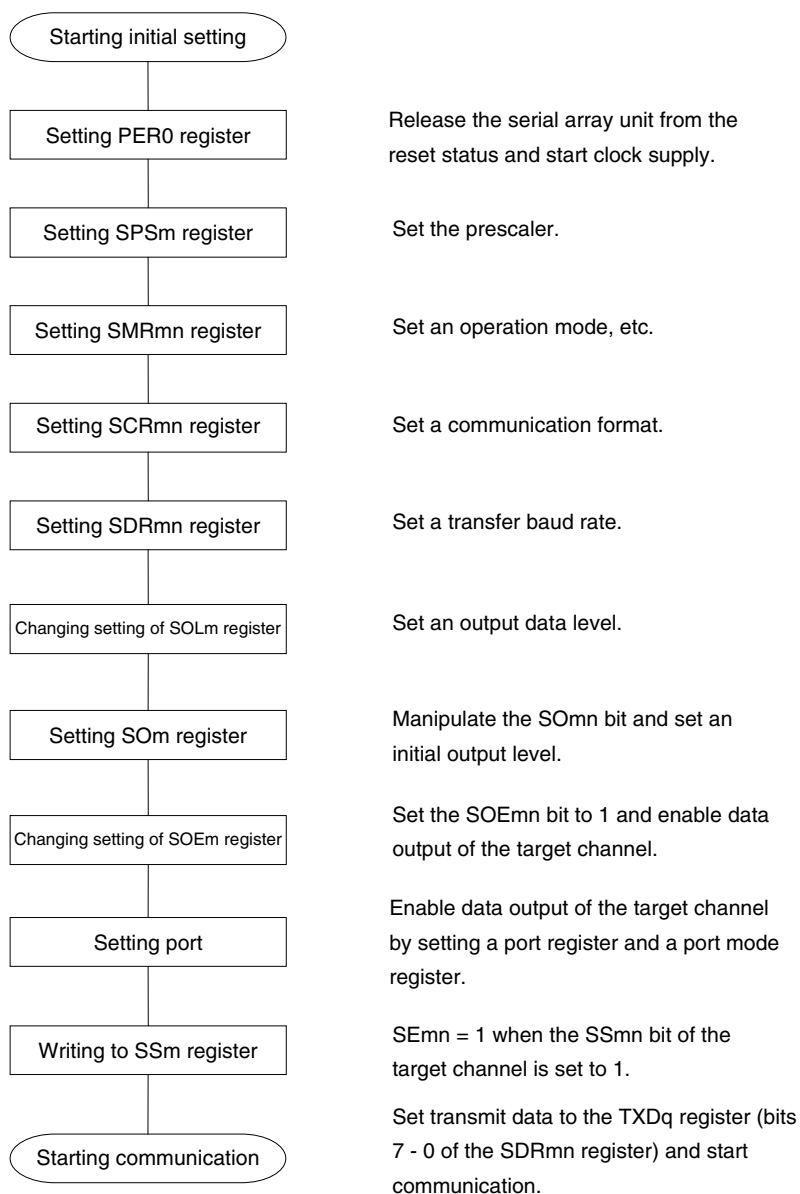 Starting initial setting
Setting PER0 register
Release the serial array unit from the
reset status and start clock supply.
Setting SPSm register
Set the prescaler.
Setting SMRmn register
Set an operation mode, etc.
Setting SCRmn register
Set a communication format.
Setting SDRmn register
Set a transfer baud rate.
Changing setting of SOLm register
Set an output data level.
Setting SOm register
Manipulate the SOmn bit and set an
initial output level.
Changing setting of SOEm register
Set the SOEmn bit to 1 and enable data
output of the target channel.
Setting port
Enable data output of the target channel
by setting a port register and a port mode
register.
Writing to SSm register
SEmn = 1 when the SSmn bit of the
target channel is set to 1.
Starting communication
Set transmit data to the TXDq register (bits
7 - 0 of the SDRmn register) and start
communication.